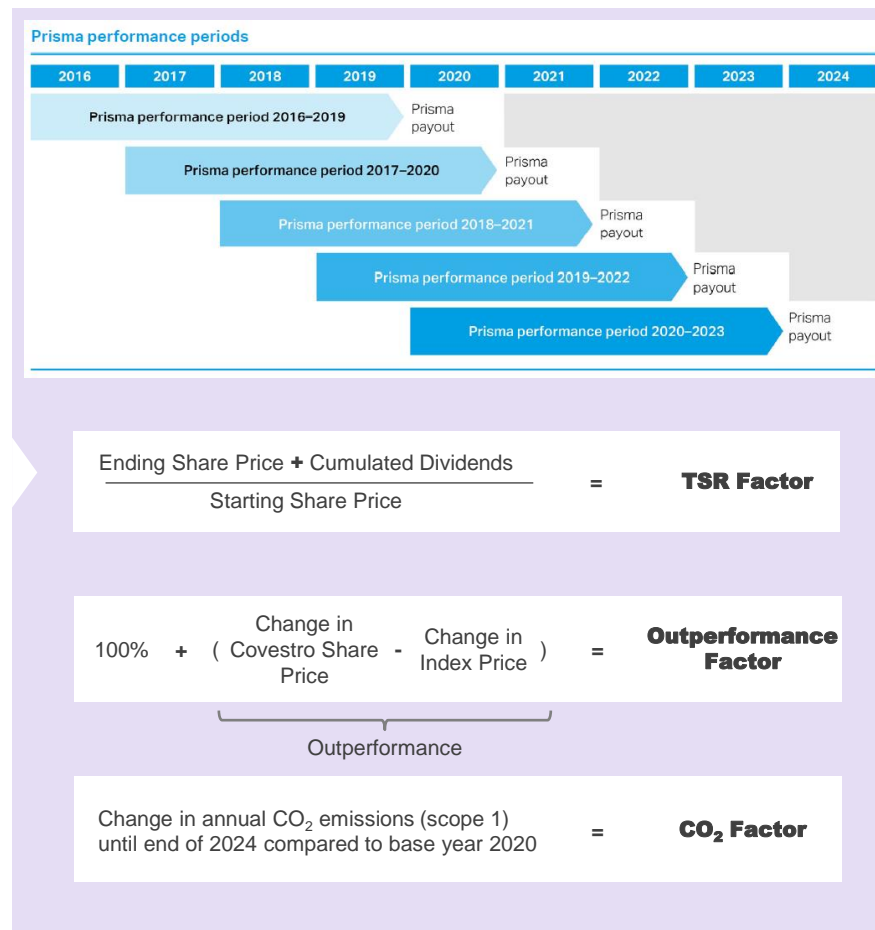 Prisma performance periods
2016 2017 2018 2019 2020 2021 2022 2023 2024
Prisma performance period 2016–2019
Prisma
payout
Prisma performance period 2017–2020
Prisma
payout
Prisma performance period 2018–2021
Prisma
payout
Prisma performance period 2019–2022
Prisma
payout
Prisma performance period 2020–2023
Prisma
payout
Ending Share Price + Cumulated Dividends
Starting Share Price
= TSR Factor
100% + ( Change in
Covestro Share
Price
- Change in
Index Price )
= Outperformance
Factor
Outperformance
Change in annual CO₂ emissions (scope 1)
until end of 2024 compared to base year 2020
= CO₂ Factor